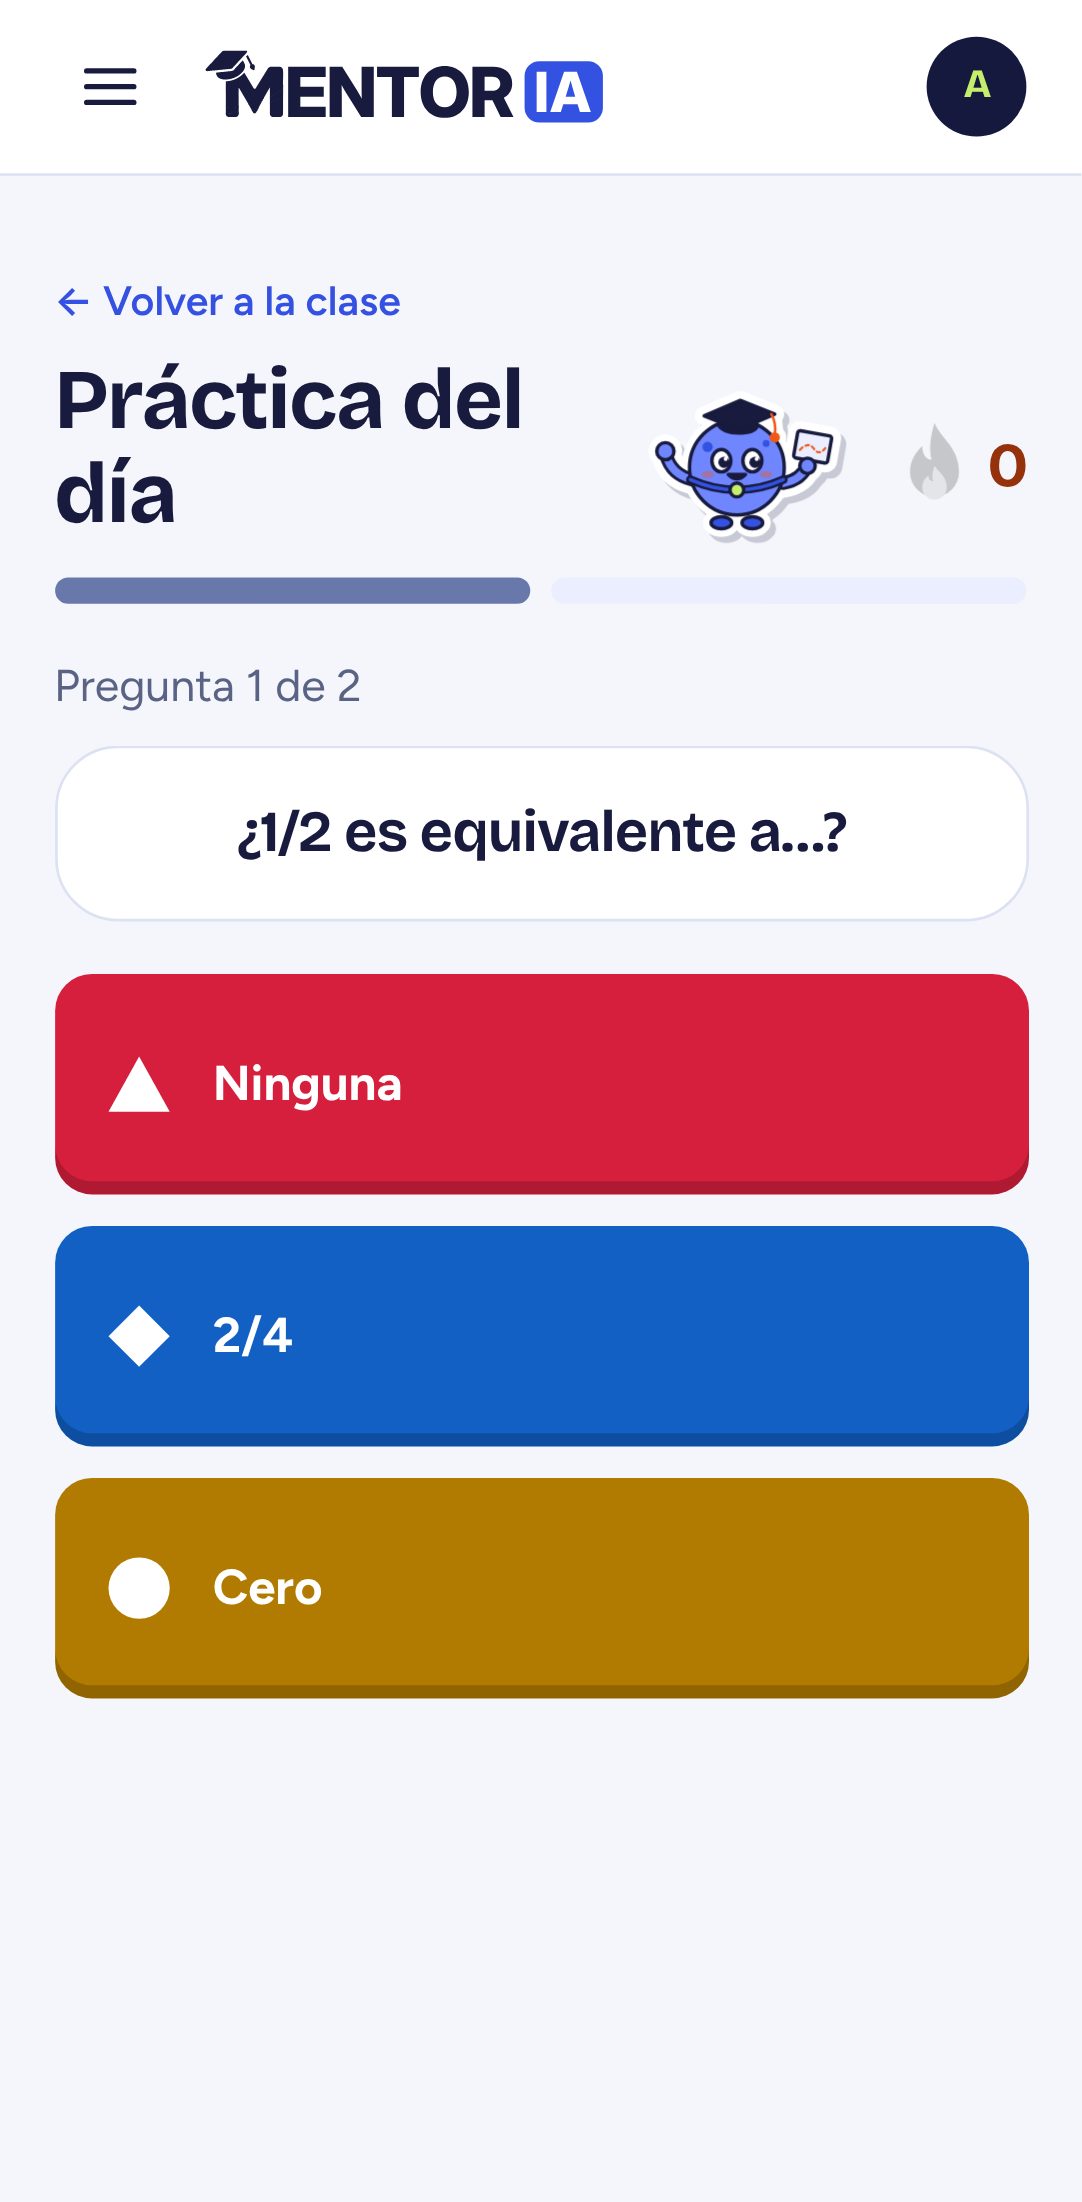 MENTOR IA
A
← Volver a la clase
Práctica del
día
0
Pregunta 1 de 2
¿1/2 es equivalente a...?
Ninguna
2/4
Cero